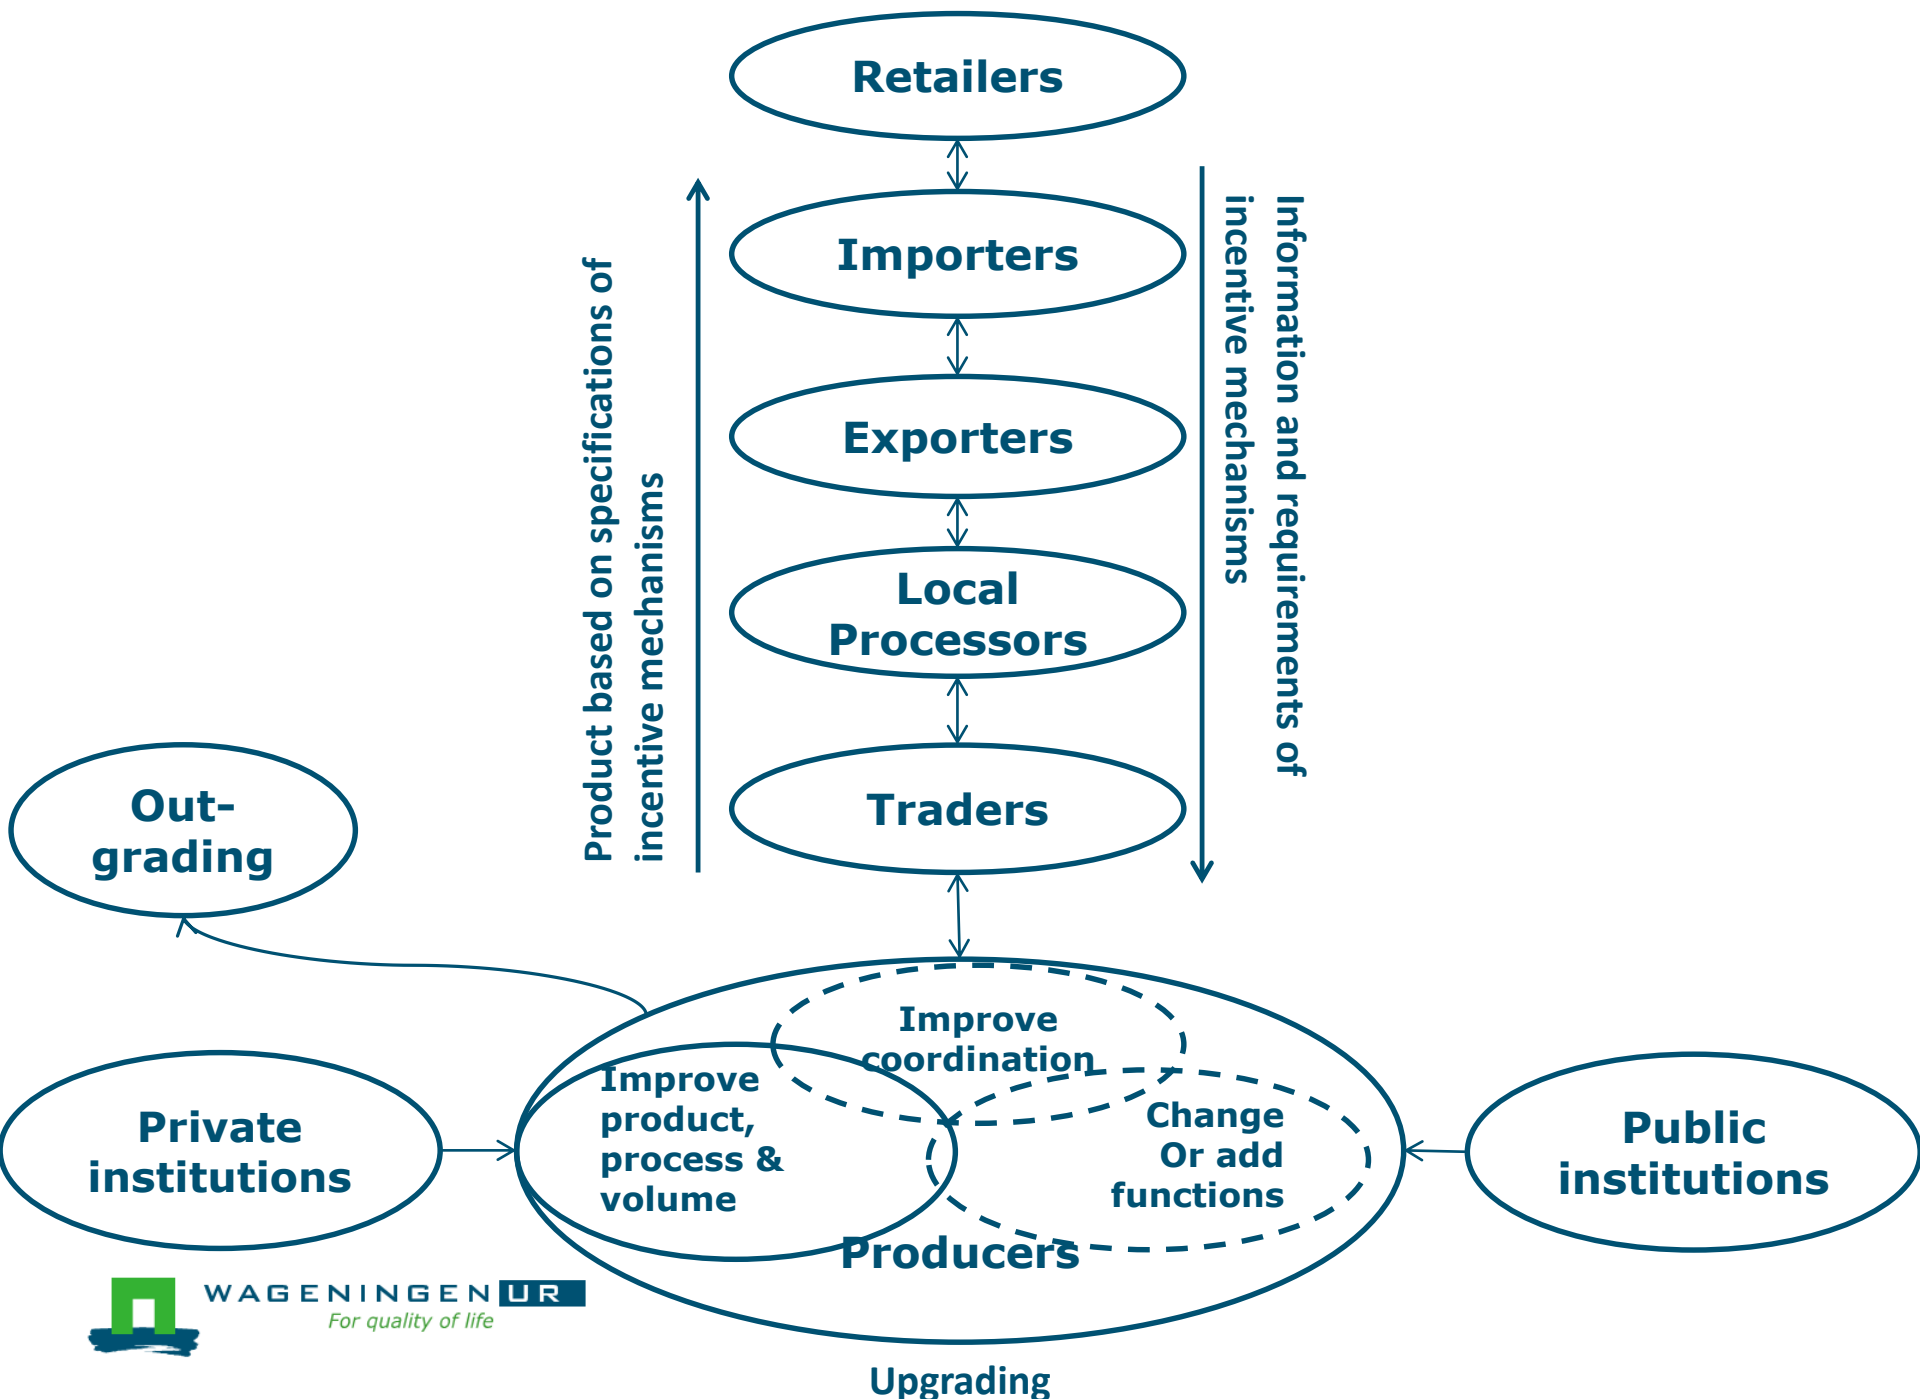 Retailers
Importers
Exporters
Local
Processors
Traders
Product based on specifications of
incentive mechanisms
Information and requirements of
incentive mechanisms
Out-
grading
Private
institutions
Improve
coordination
Improve
product,
process &
volume
Change
Or add
functions
Producers
Public
institutions
WAGENINGEN UR
For quality of life
Upgrading